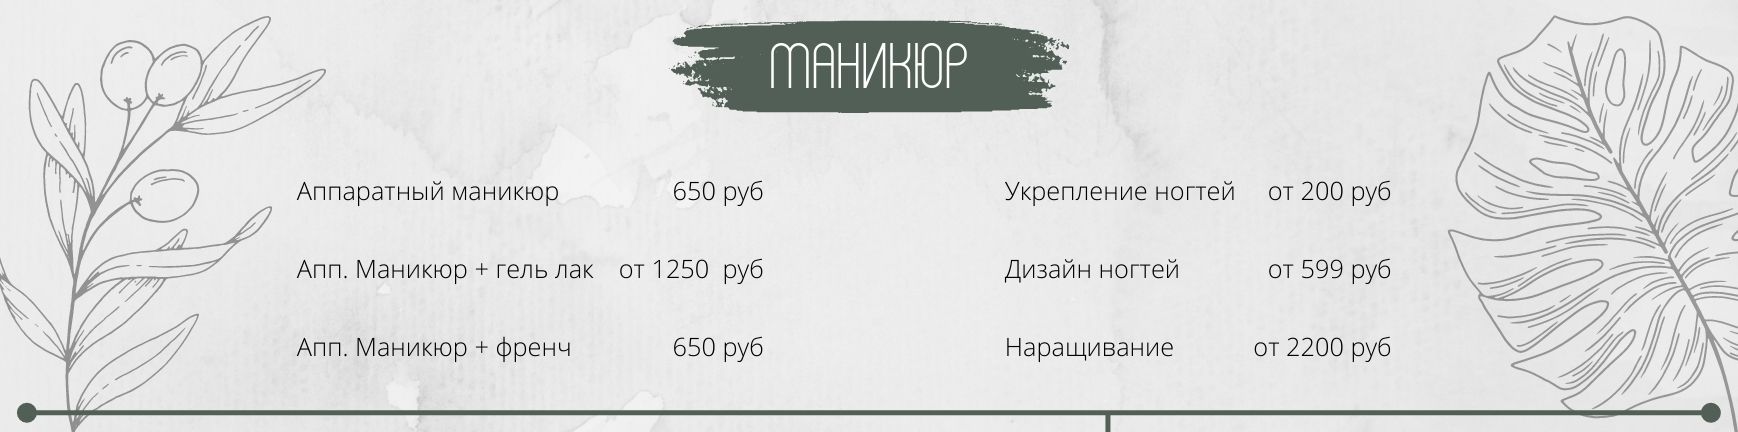 МАНИКЮР
Аппаратный маникюр 650 руб
Апп. Маникюр + гель лак от 1250 руб
Апп. Маникюр + френч 650 руб
Укрепление ногтей от 200 руб
Дизайн ногтей от 599 руб
Наращивание от 2200 руб